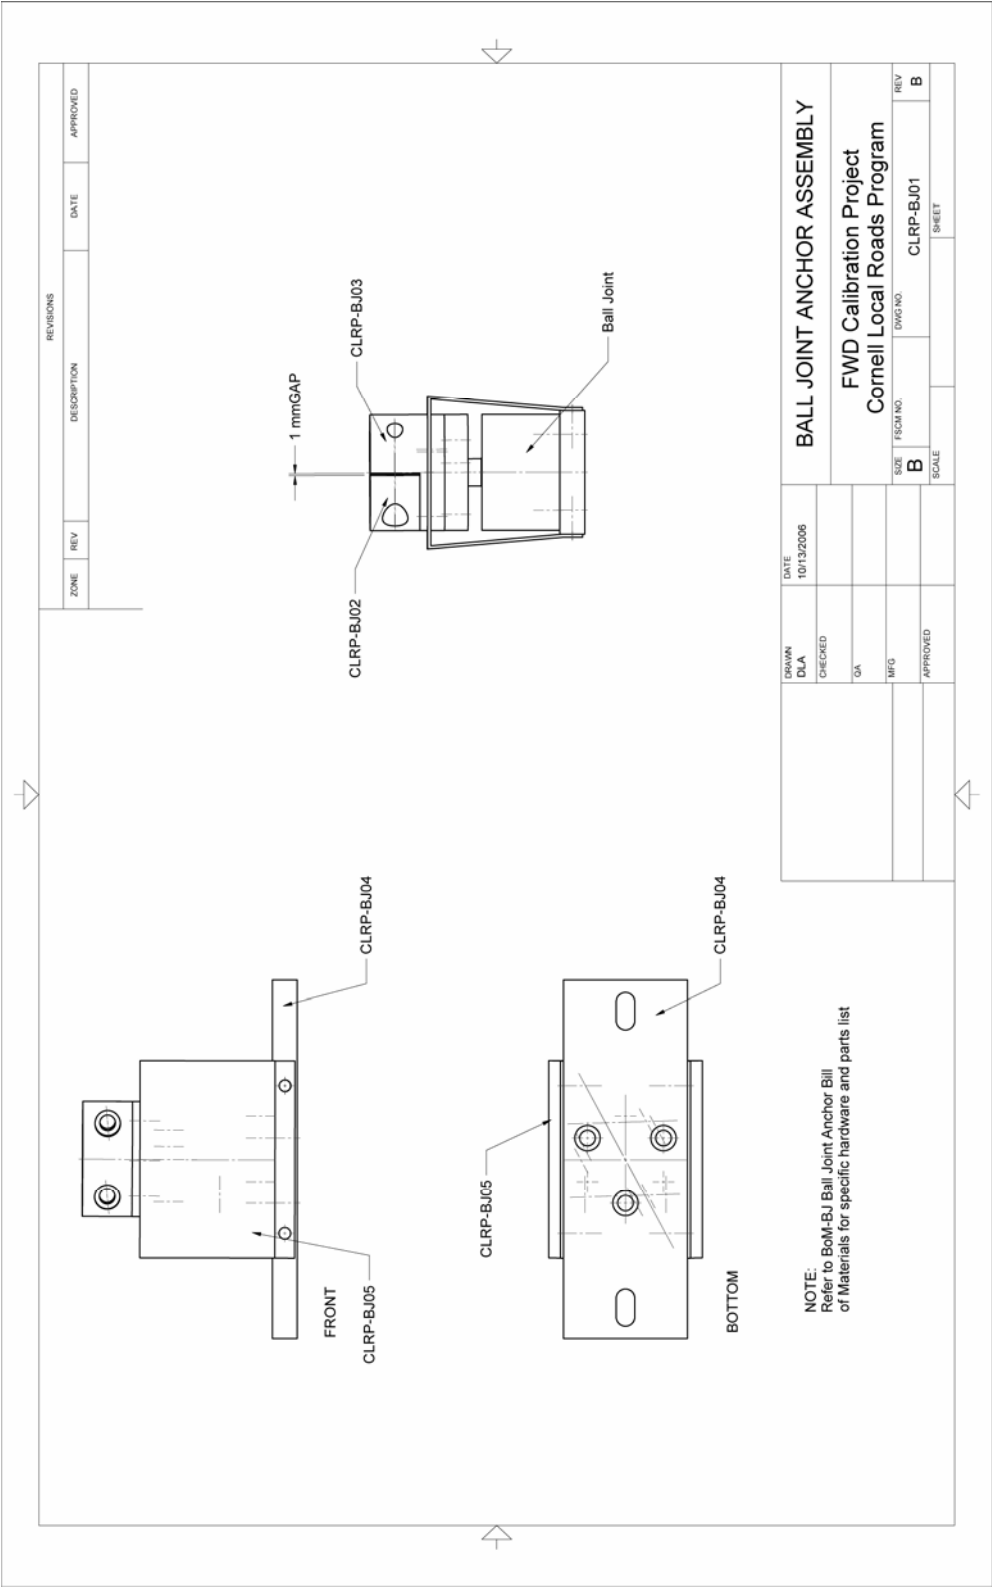 REVISIONS
ZONE
REV
DESCRIPTION
DATE
APPROVED
1 mmGAP
CLRP-BJ02
CLRP-BJ03
Ball Joint
CLRP-BJ04
FRONT
CLRP-BJ05
CLRP-BJ05
CLRP-BJ04
BOTTOM
NOTE:
Refer to BoM-BJ Ball Joint Anchor Bill
of Materials for specific hardware and parts list
DRAWN
DLA
DATE
10/13/2006
CHECKED
QA
MFG
APPROVED
BALL JOINT ANCHOR ASSEMBLY
FWD Calibration Project
Cornell Local Roads Program
SIZE
B
FSCM NO.
DWG NO.
CLRP-BJ01
REV
B
SCALE
SHEET